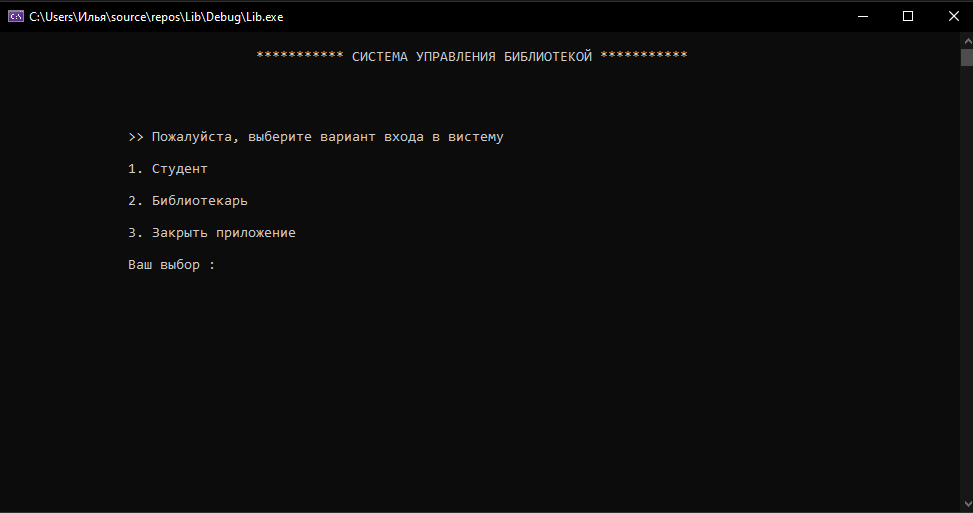 C:\Users\Илья\source\repos\Lib\Debug\Lib.exe
*********** СИСТЕМА УПРАВЛЕНИЯ БИБЛИОТЕКОЙ ***********
>> Пожалуйста, выберите вариант входа в вистему
1. Студент
2. Библиотекарь
3. Закрыть приложение
Ваш выбор :